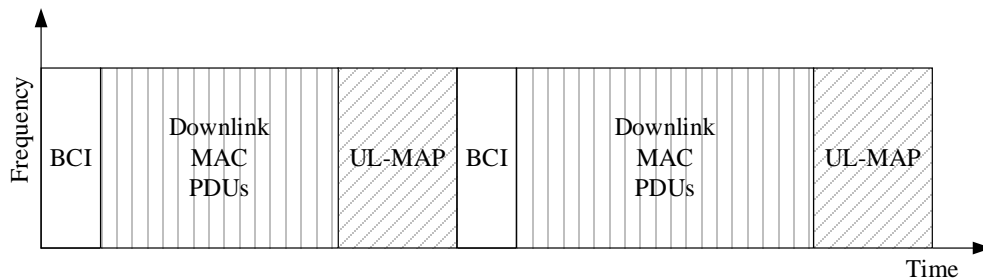 Frequency
BCI
Downlink
MAC
PDUs
UL-MAP
BCI
Downlink
MAC
PDUs
UL-MAP
Time